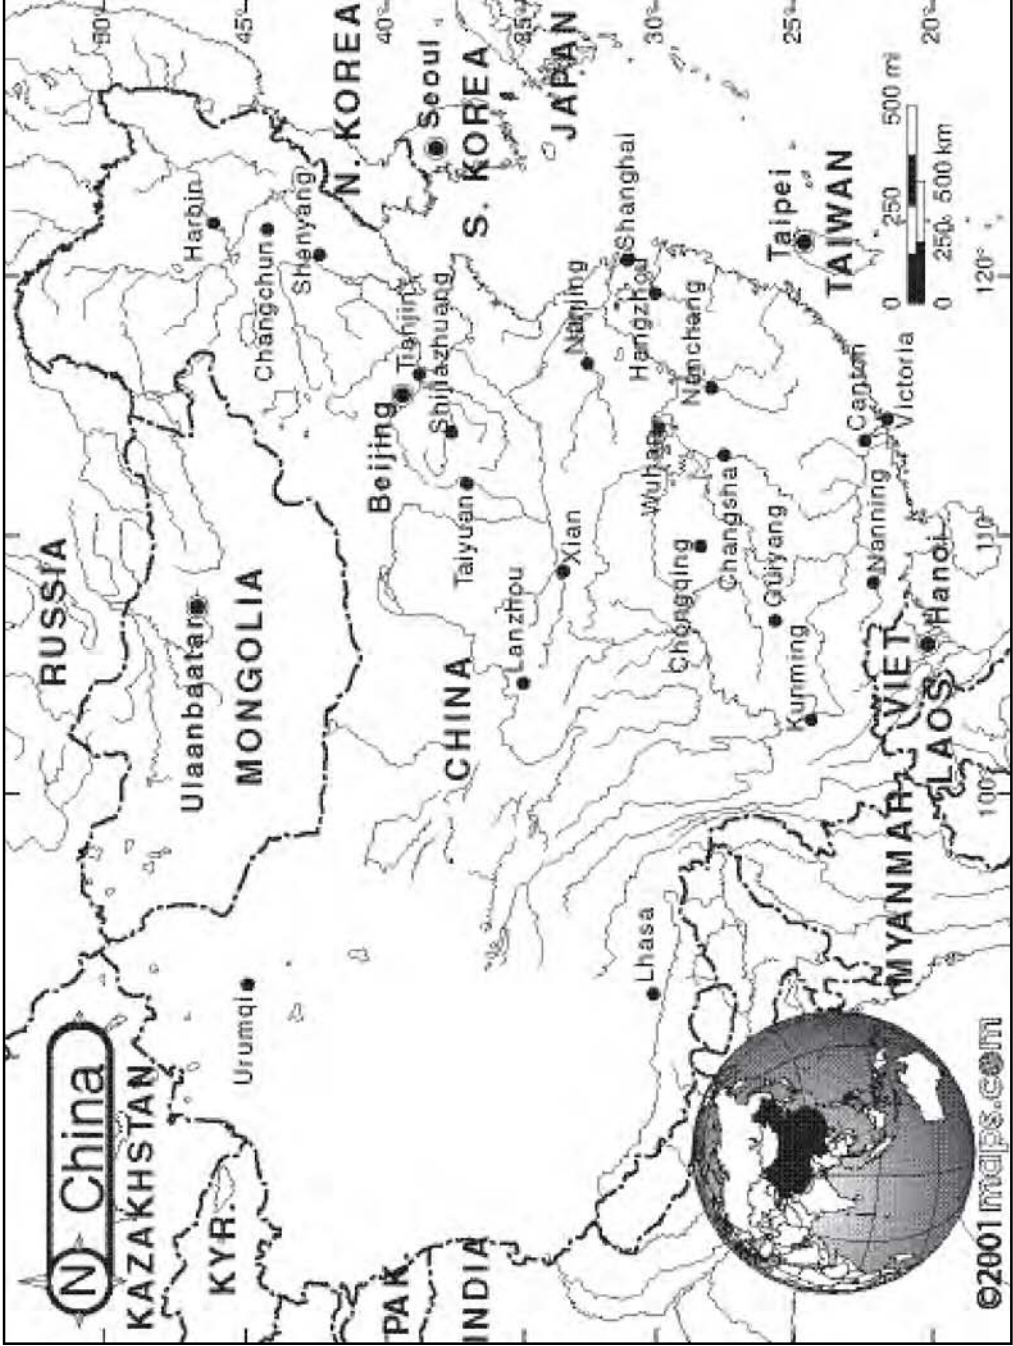 N China
RUSSIA
50°
KAZAKHSTAN
Ulaanbaatar
Harbin
KYR.
Urumqi
MONGOLIA
45°
Changchun
Shenyang
N. KOREA
PAK
Beijing
40°
Tianjin
Seoul
INDIA
CHINA
Taiyuan
Shijiazhuang
S. KOREA
Lanzhou
35°
JAPAN
Xian
Nanjing
Shanghai
Lhasa
Wuhan
Hangzhou
30°
Chongqing
Nanchang
Changsha
Guiyang
Taipei
25°
Kunming
TAIWAN
Canton
Nanning
Victoria
MYANMAR
VIET
0 250 500 mi
LAOS
Hanoi
20°
0 250 500 km
©2001maps.com
100°
110°
120°